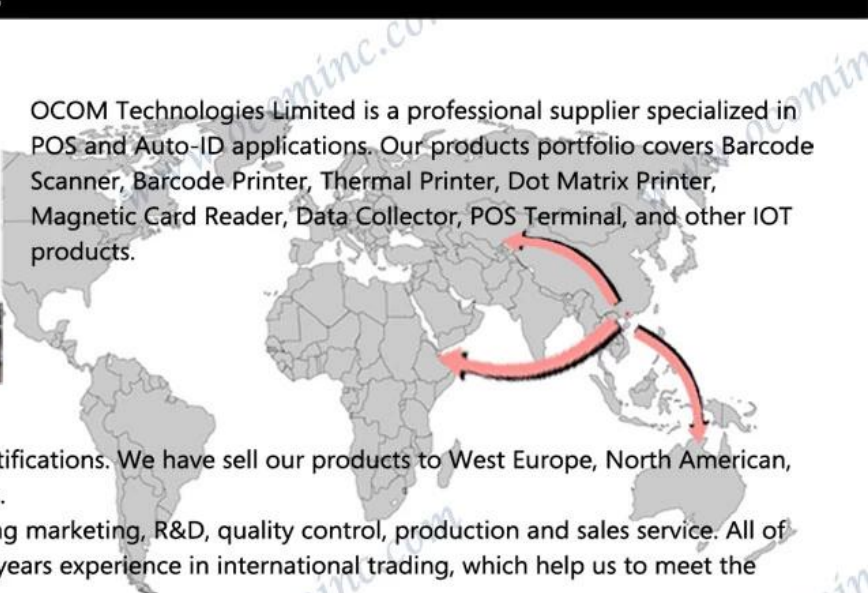 OCOM Technologies Limited is a professional supplier specialized in
POS and Auto-ID applications. Our products portfolio covers Barcode
Scanner, Barcode Printer, Thermal Printer, Dot Matrix Printer,
Magnetic Card Reader, Data Collector, POS Terminal, and other IOT
products.
tifications. We have sell our products to West Europe, North American,
.
marketing, R&D, quality control, production and sales service. All of
years experience in international trading, which help us to meet the